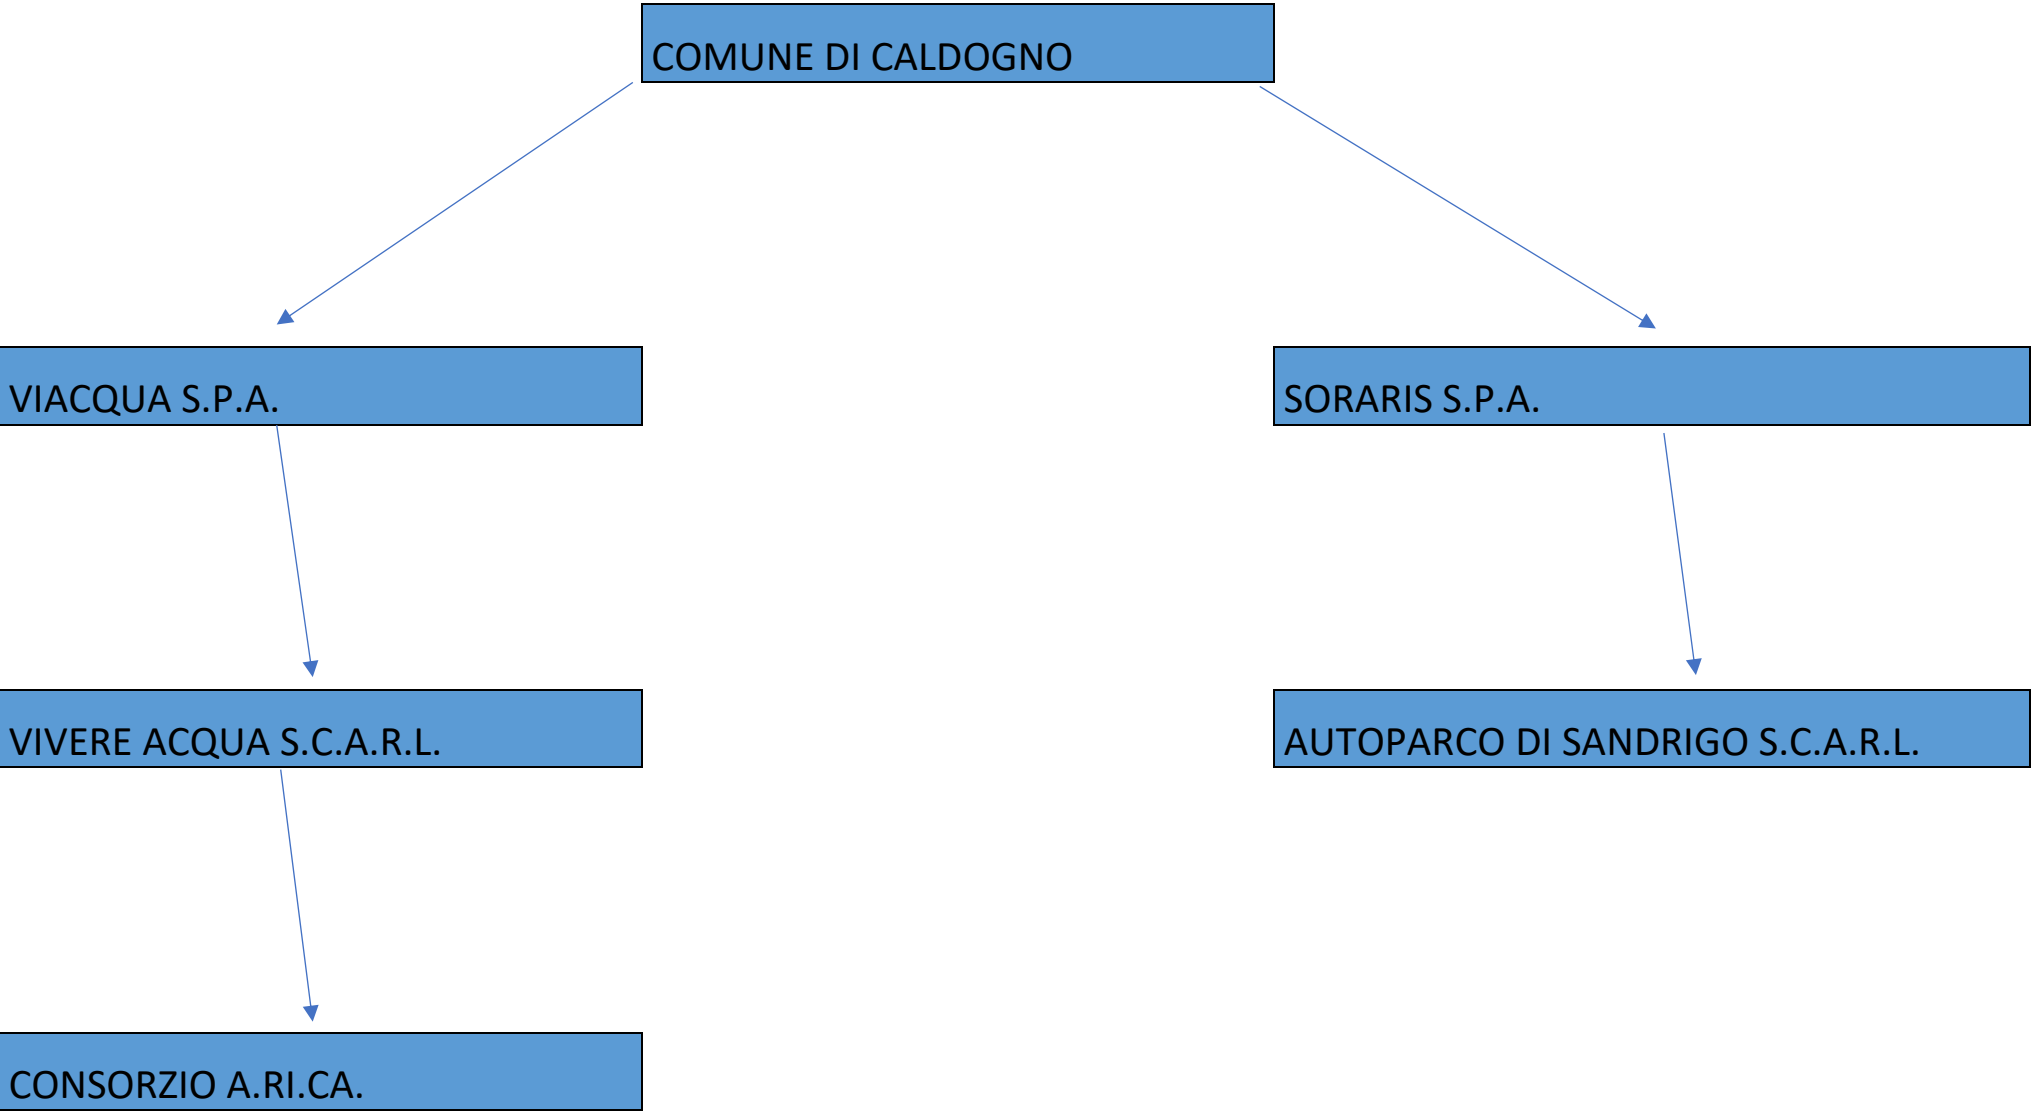 COMUNE DI CALDOGNO
VIACQUA S.P.A.
SORARIS S.P.A.
VIVERE ACQUA S.C.A.R.L.
AUTOPARCO DI SANDRIGO S.C.A.R.L.
CONSORZIO A.RI.CA.